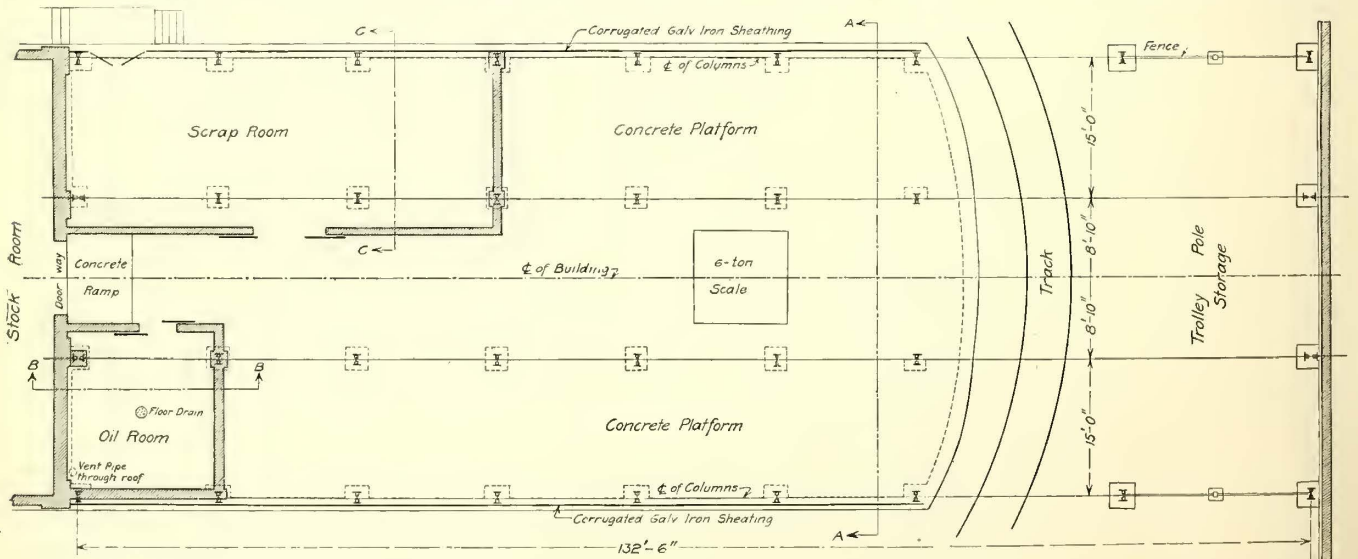 C
A
Corrugated Galv Iron Sheathing
℄ of Columns
Fence
Scrap Room
Concrete Platform
15'-0"
C
Stock Room
Door way
Concrete
Ramp
℄ of Building
6-ton
Scale
Track
8'-10"
8'-10"
Trolley Pole
Storage
B
B
Floor Drain
Oil Room
Vent Pipe
through roof
Concrete Platform
15'-0"
℄ of Columns
Corrugated Galv Iron Sheating
A
132'-6"